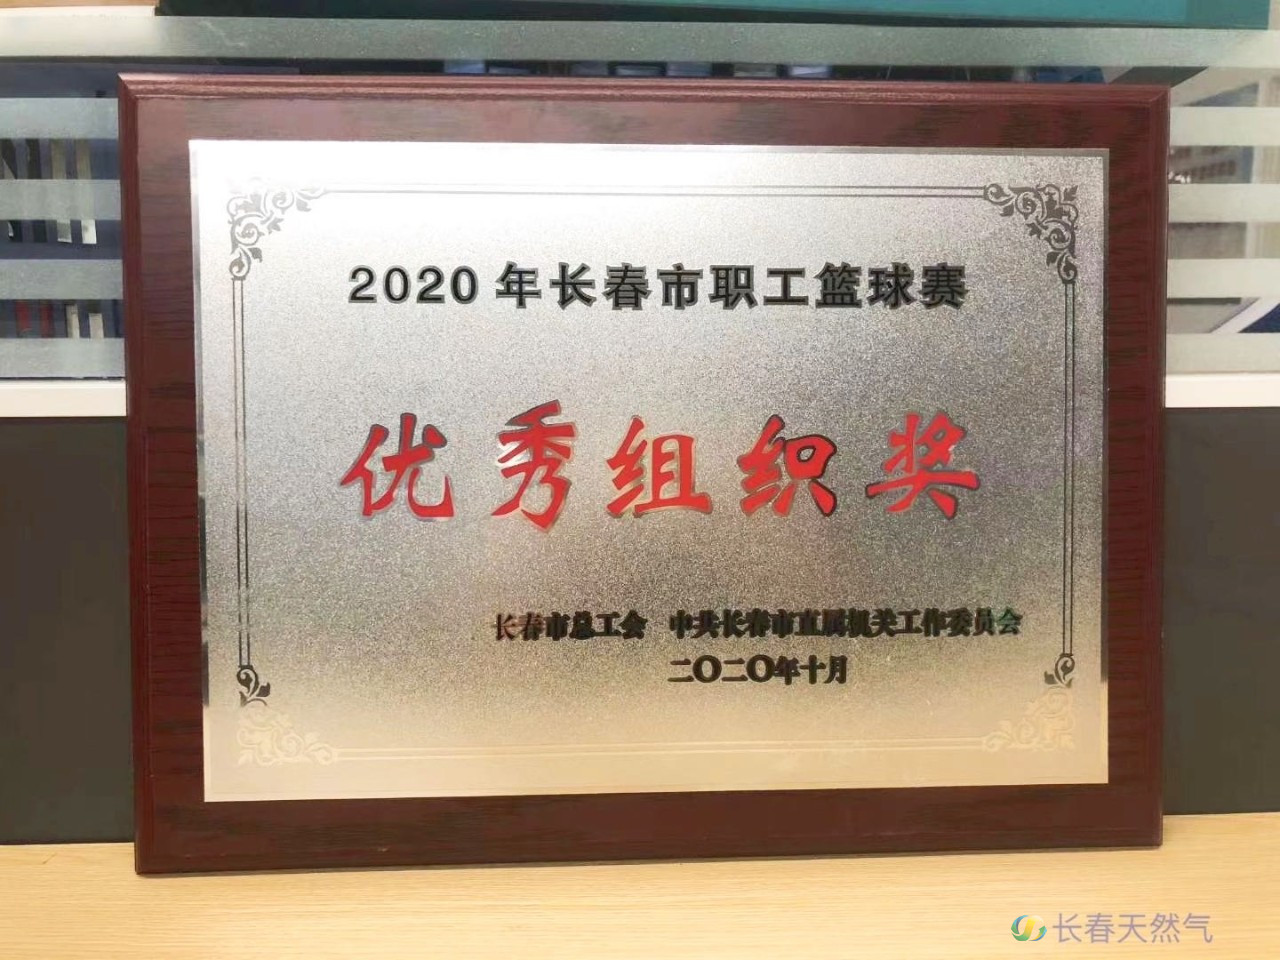 2020年长春市职工篮球赛
优秀组织奖
长春市总工会 中共长春市直属机关工作委员会
二〇二〇年十月
长春天然气